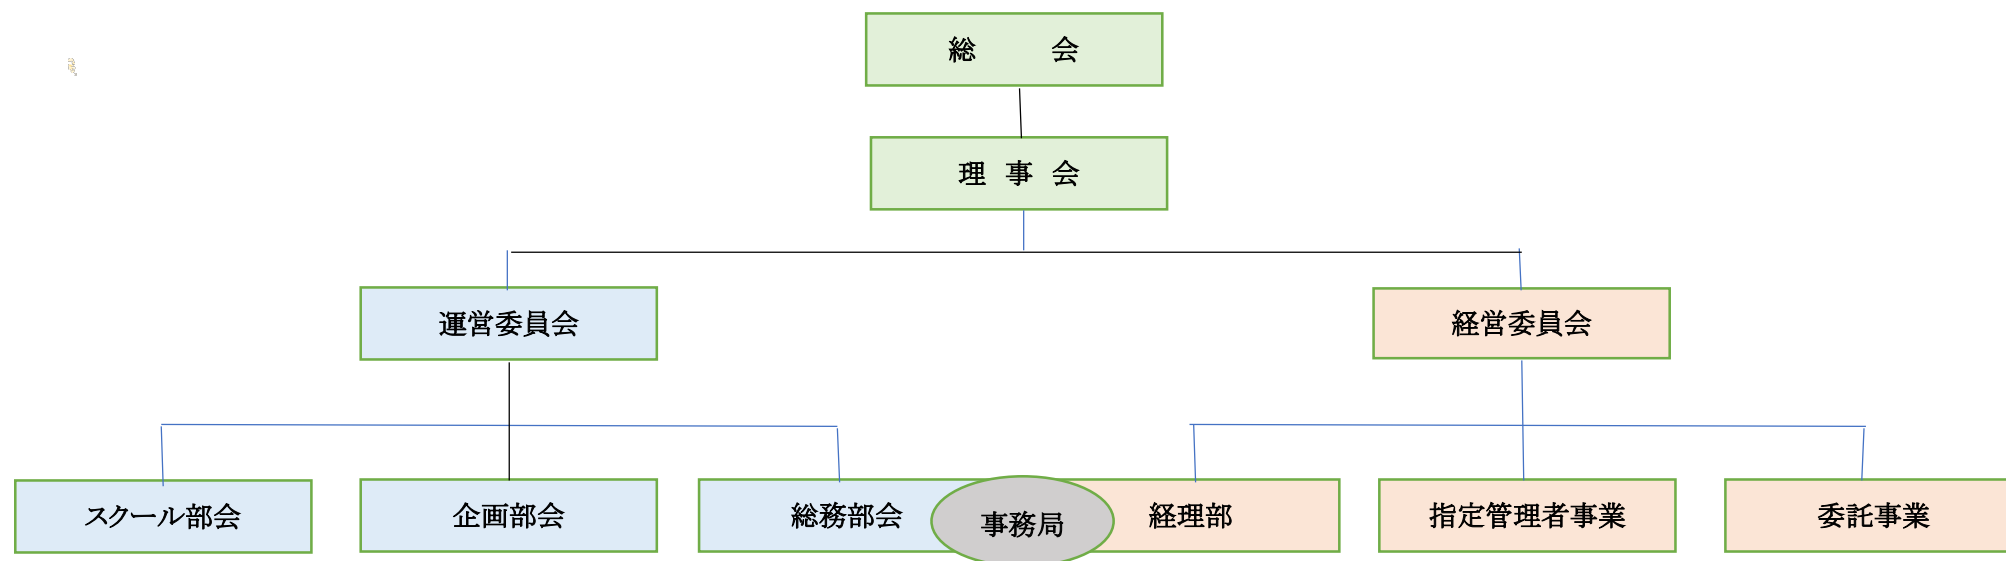 総　　会
理 事 会
運営委員会
経営委員会
スクール部会
企画部会
総務部会
事務局
経理部
指定管理者事業
委託事業